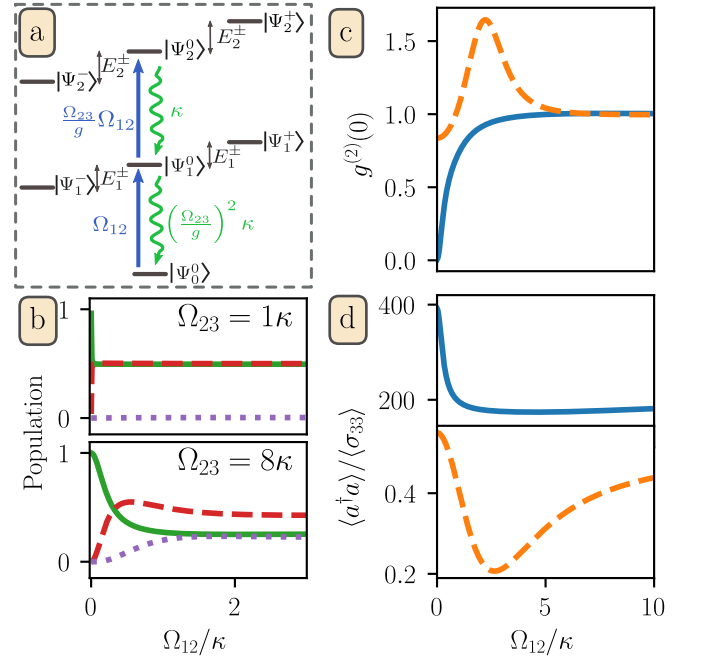 a
|Ψ₂⁺⟩
|Ψ₂⁰⟩
E₂±
E₂±
|Ψ₂⁻⟩
Ω₂₃/g Ω₁₂
κ
|Ψ₁⁺⟩
|Ψ₁⁰⟩
E₁±
E₁±
|Ψ₁⁻⟩
Ω₁₂
(Ω₂₃/g)² κ
|Ψ₀⁰⟩
b
1
Ω₂₃ = 1κ
0
1
Ω₂₃ = 8κ
0
Population
0 2
Ω₁₂/κ
c
1.5
1.0
0.5
0.0
g⁽²⁾(0)
d
400
200
0.4
0.2
⟨a†a⟩/⟨σ₃₃⟩
0 5 10
Ω₁₂/κ